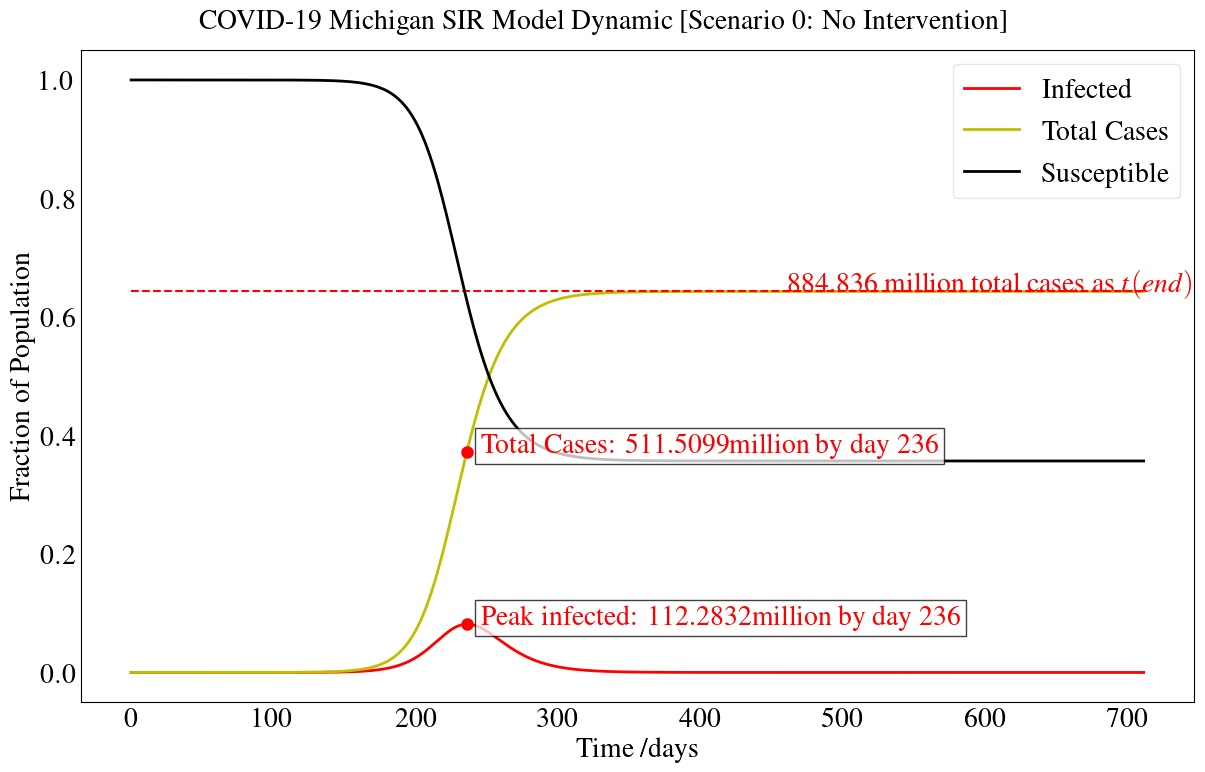 COVID-19 Michigan SIR Model Dynamic [Scenario 0: No Intervention]
Infected
Total Cases
Susceptible
Fraction of Population
1.0
0.8
0.6
0.4
0.2
0.0
884.836 million total cases as t(end)
Total Cases: 511.5099million by day 236
Peak infected: 112.2832million by day 236
0 100 200 300 400 500 600 700
Time /days